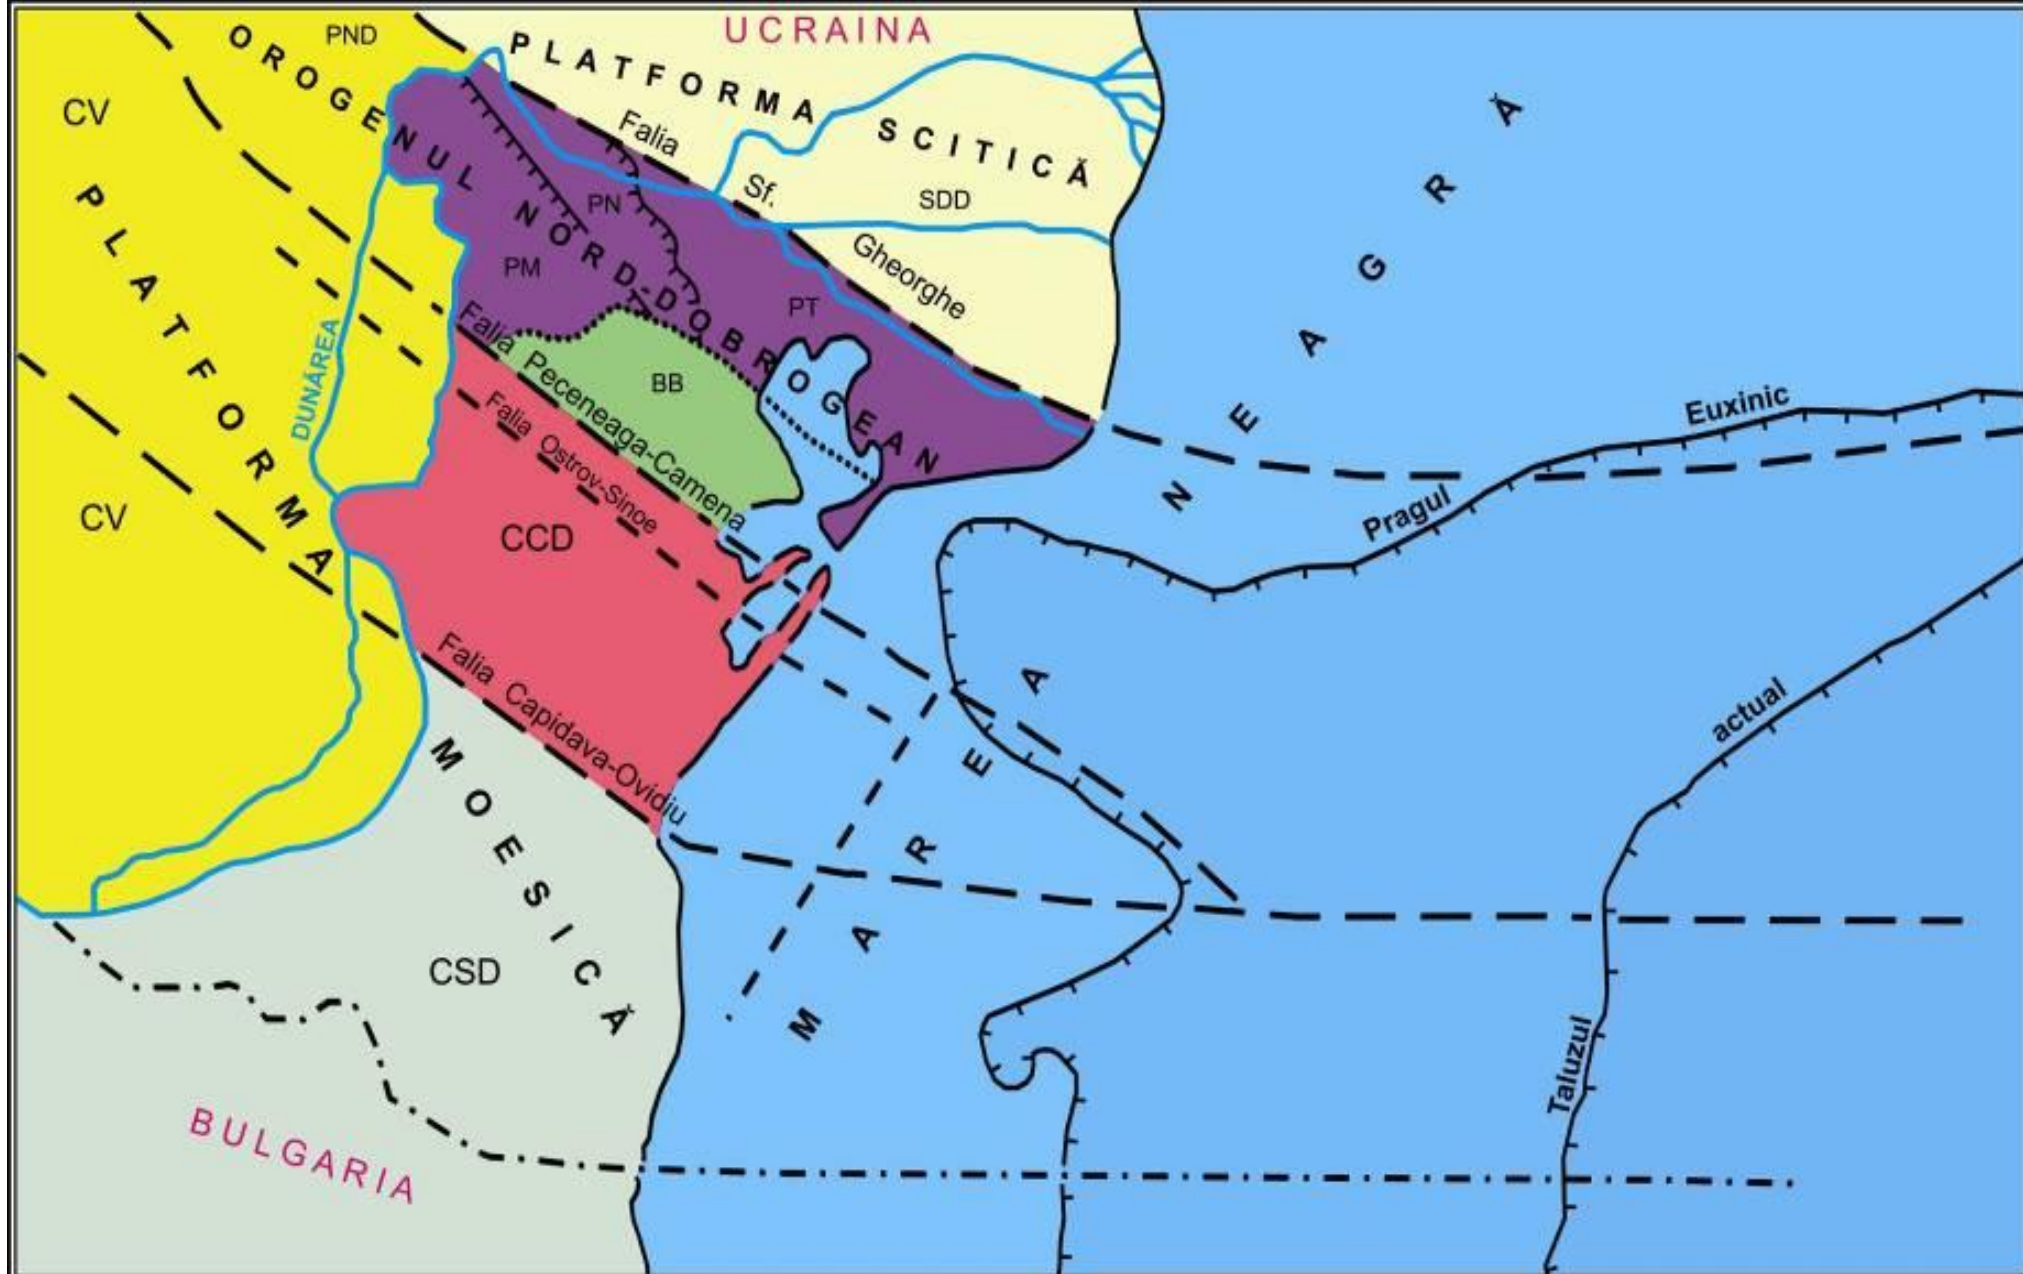 UCRAINA
PND
OROGENUL NORD-DOBROGEAN
PLATFORMA SCITICĂ
CV
Falia Sf. Gheorghe
SDD
PN
PM
PT
PLATFORMA MOESICĂ
DUNĂREA
Falia Peceneaga-Camena
BB
Falia Ostrov-Sinoe
CCD
CV
Falia Capidava-Ovidiu
MAREA NEAGRĂ
Pragul Euxinic
Taluzul actual
CSD
BULGARIA